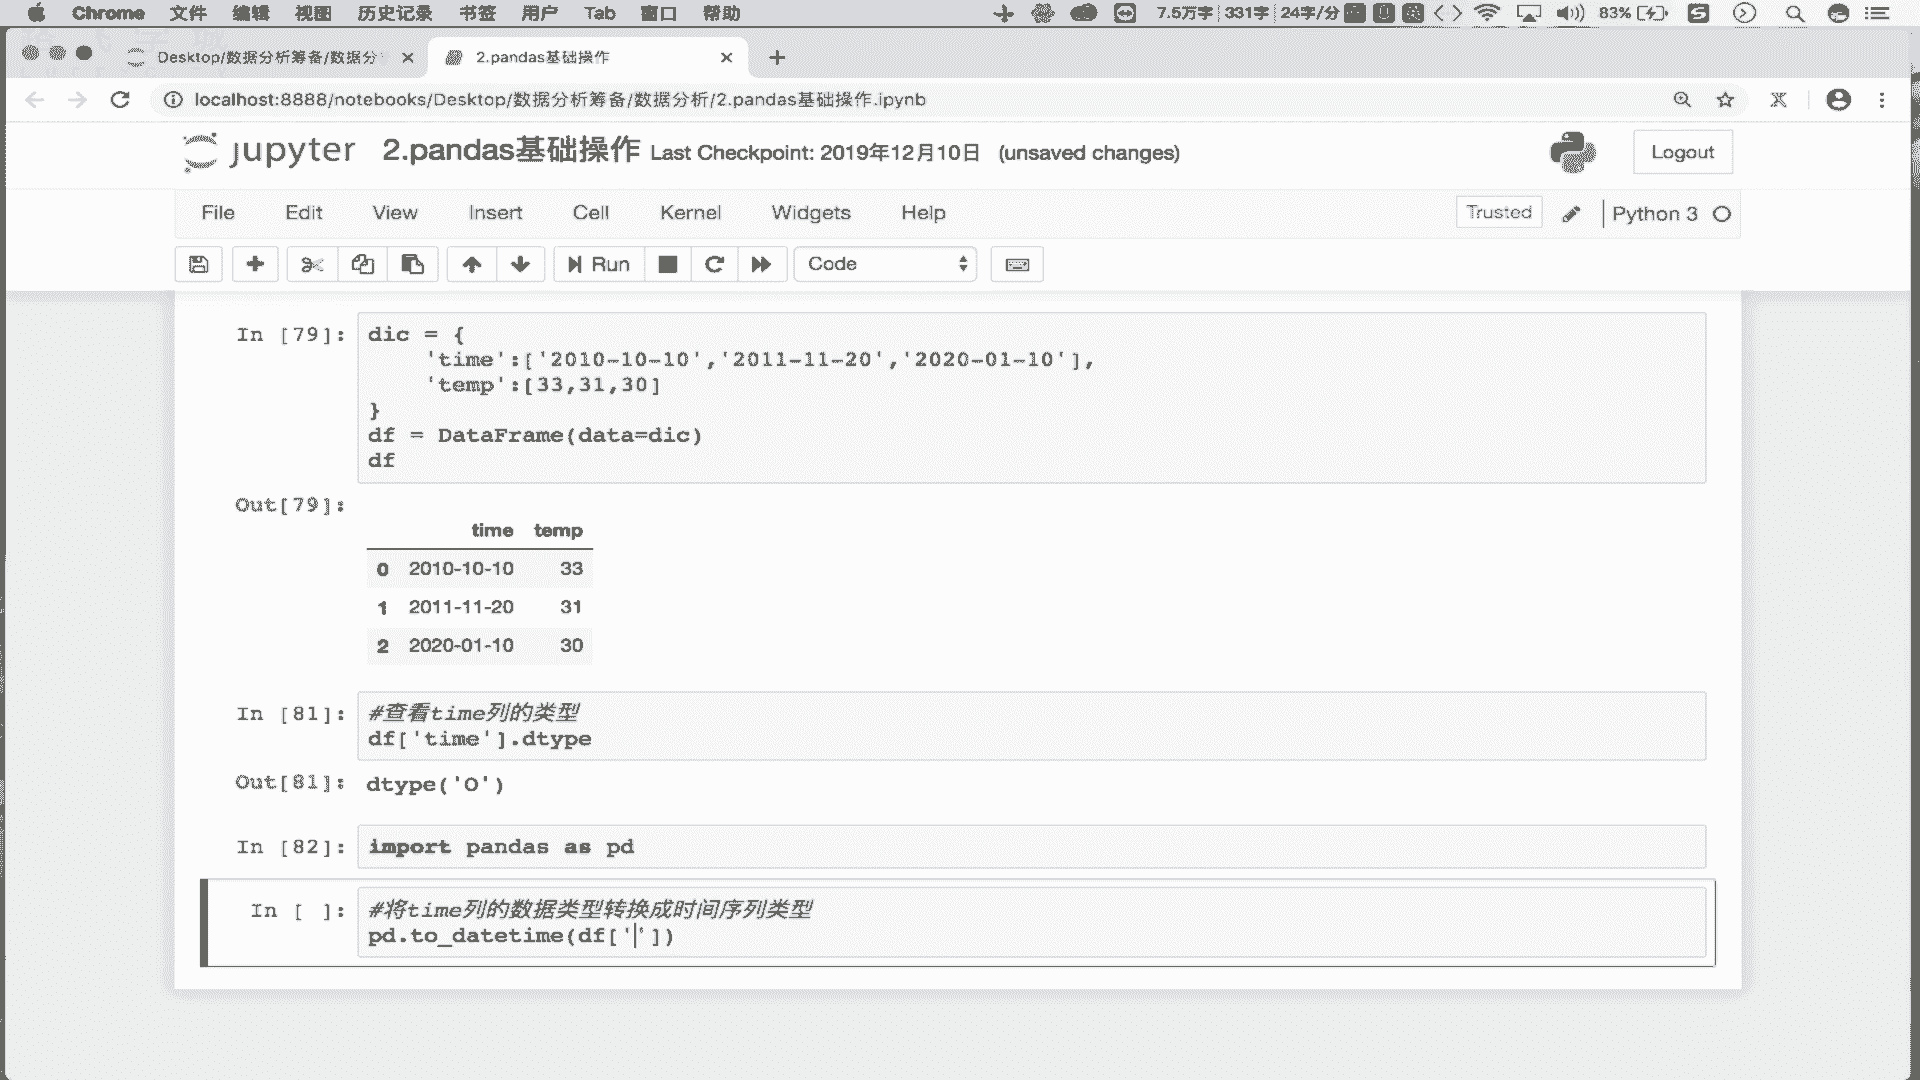 Chrome 文件 编辑 视图 历史记录 书签 用户 Tab 窗口 帮助 7.5万字 331字 24字/分 83%
Desktop/数据分析筹备/数据分 2.pandas基础操作
localhost:8888/notebooks/Desktop/数据分析筹备/数据分析/2.pandas基础操作.ipynb
jupyter 2.pandas基础操作 Last Checkpoint: 2019年12月10日 (unsaved changes) Logout
File Edit View Insert Cell Kernel Widgets Help Trusted Python 3
Run Code
In [79]: dic = {
'time':['2010-10-10','2011-11-20','2020-01-10'],
'temp':[33,31,30]
}
df = DataFrame(data=dic)
df
Out[79]:
time temp
0 2010-10-10 33
1 2011-11-20 31
2 2020-01-10 30
In [81]: #查看time列的类型
df['time'].dtype
Out[81]: dtype('O')
In [82]: import pandas as pd
In [ ]: #将time列的数据类型转换成时间序列类型
pd.to_datetime(df[''])